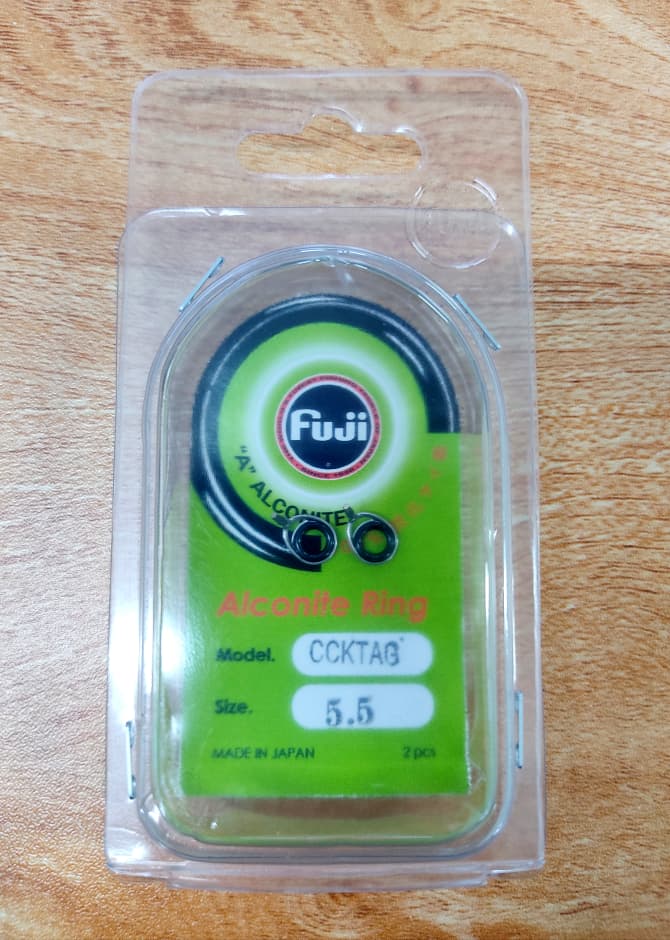 Fuji
"A" ALCONITE
Alconite Ring
Model. CCKTAG
Size. 5.5
MADE IN JAPAN 2 pcs